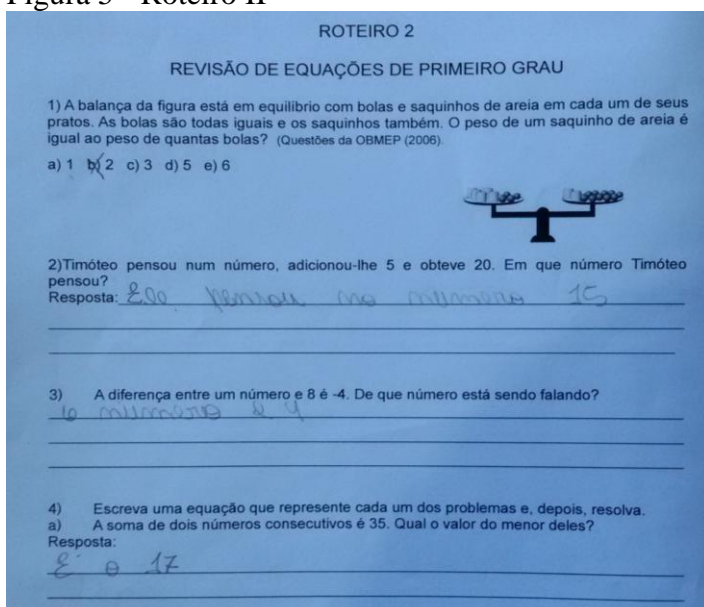 Figura 3 - Roteiro II
ROTEIRO 2
REVISÃO DE EQUAÇÕES DE PRIMEIRO GRAU
1) A balança da figura está em equilíbrio com bolas e saquinhos de areia em cada um de seus
pratos. As bolas são todas iguais e os saquinhos também. O peso de um saquinho de areia é
igual ao peso de quantas bolas? (Questões da OBMEP (2006).
a) 1 b) 2 c) 3 d) 5 e) 6
2)Timóteo pensou num número, adicionou-lhe 5 e obteve 20. Em que número Timóteo
pensou?
Resposta: Ele pensou no numero 15
3) A diferença entre um número e 8 é -4. De que número está sendo falando?
o numero é 4
4) Escreva uma equação que represente cada um dos problemas e, depois, resolva.
a) A soma de dois números consecutivos é 35. Qual o valor do menor deles?
Resposta:
É o 17